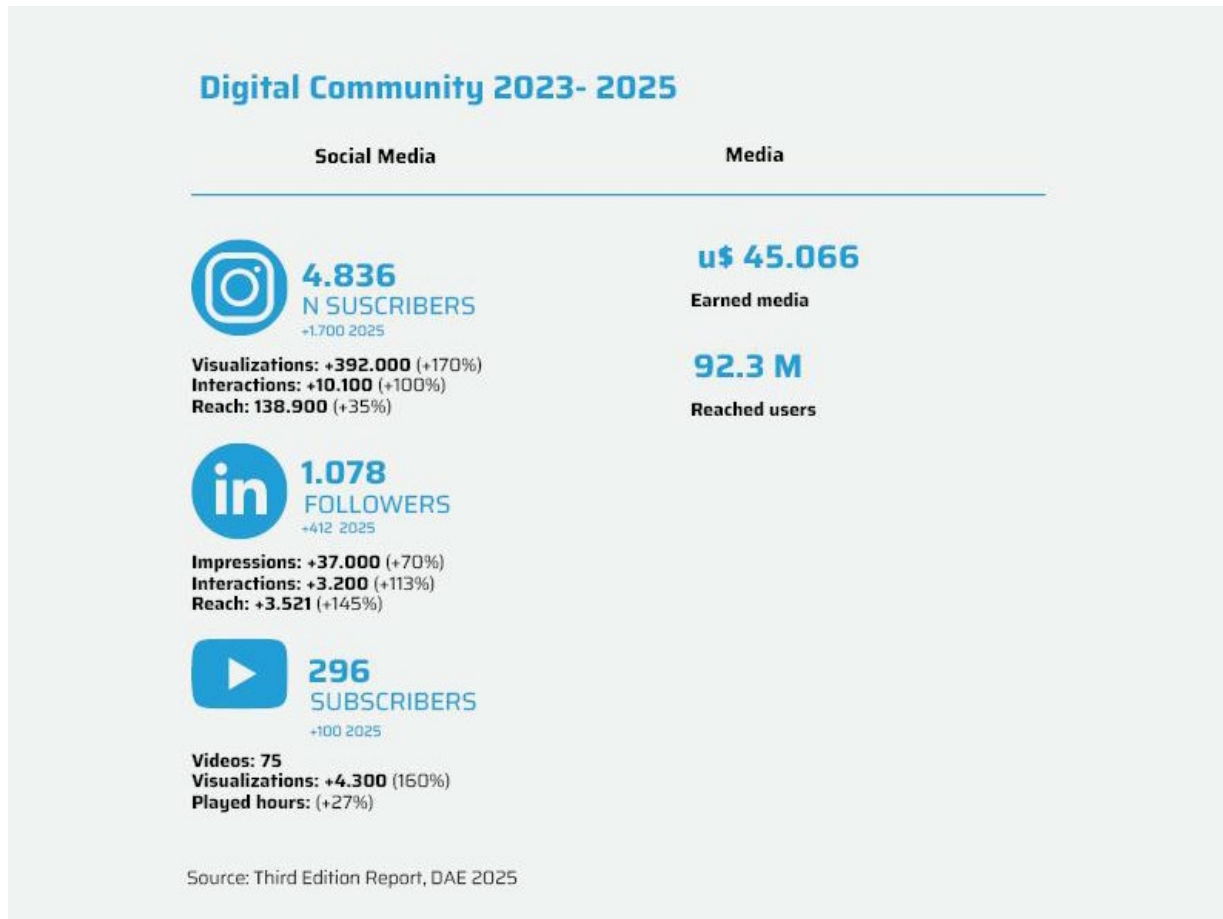 Digital Community 2023- 2025
Social Media
Media
4.836
N SUSCRIBERS
+1.700 2025
Visualizations: +392.000 (+170%)
Interactions: +10.100 (+100%)
Reach: 138.900 (+35%)
in
1.078
FOLLOWERS
+412 2025
Impressions: +37.000 (+70%)
Interactions: +3.200 (+113%)
Reach: +3.521 (+145%)
296
SUBSCRIBERS
+100 2025
Videos: 75
Visualizations: +4.300 (160%)
Played hours: (+27%)
u$ 45.066
Earned media
92.3 M
Reached users
Source: Third Edition Report, DAE 2025